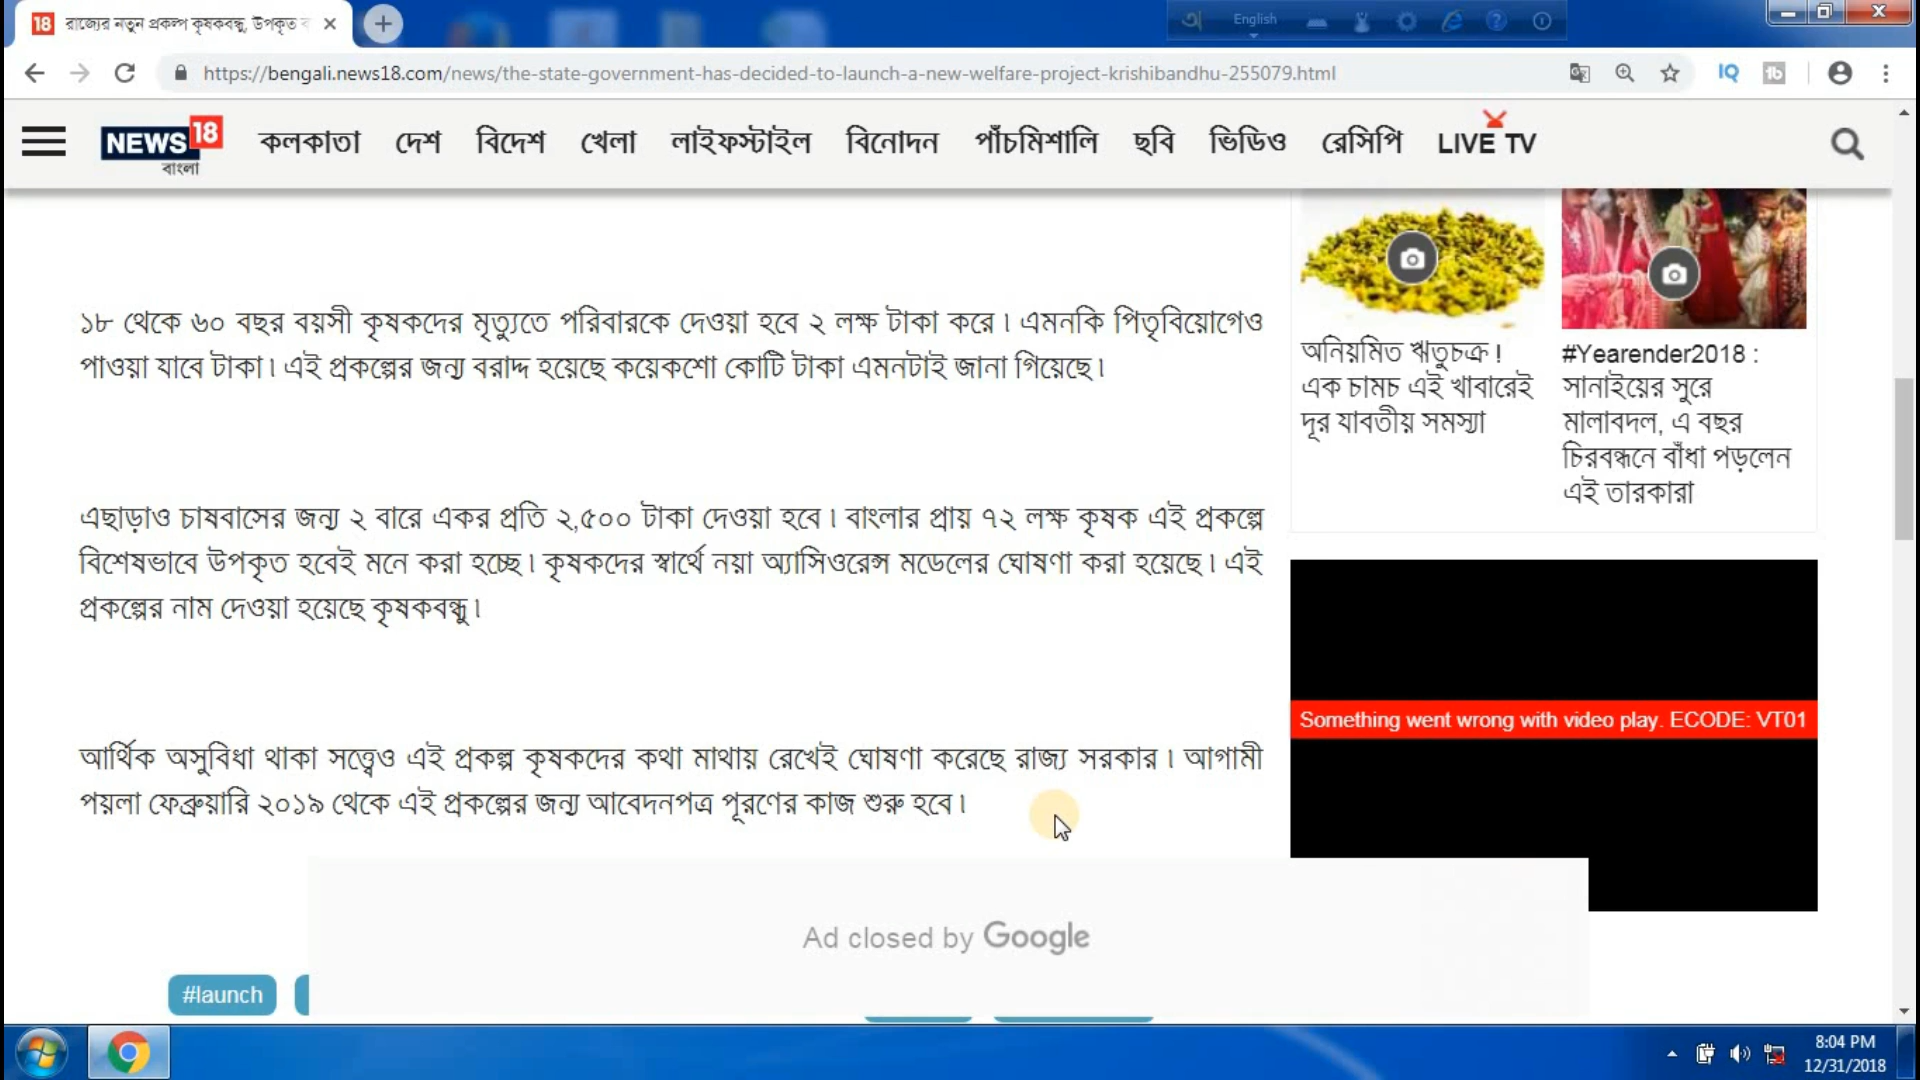 রাজ্যের নতুন প্রকল্প কৃষকবন্ধু, উপকৃত
English
https://bengali.news18.com/news/the-state-government-has-decided-to-launch-a-new-welfare-project-krishibandhu-255079.html
NEWS 18
বাংলা
কলকাতা দেশ বিদেশ খেলা লাইফস্টাইল বিনোদন পাঁচমিশালি ছবি ভিডিও রেসিপি LIVE TV
১৮ থেকে ৬০ বছর বয়সী কৃষকদের মৃত্যুতে পরিবারকে দেওয়া হবে ২ লক্ষ টাকা করে। এমনকি পিতৃবিয়োগেও
পাওয়া যাবে টাকা। এই প্রকল্পের জন্য বরাদ্দ হয়েছে কয়েকশো কোটি টাকা এমনটাই জানা গিয়েছে।
এছাড়াও চাষবাসের জন্য ২ বারে একর প্রতি ২,৫০০ টাকা দেওয়া হবে। বাংলার প্রায় ৭২ লক্ষ কৃষক এই প্রকল্পে
বিশেষভাবে উপকৃত হবেই মনে করা হচ্ছে। কৃষকদের স্বার্থে নয়া অ্যাসিওরেন্স মডেলের ঘোষণা করা হয়েছে। এই
প্রকল্পের নাম দেওয়া হয়েছে কৃষকবন্ধু।
আর্থিক অসুবিধা থাকা সত্ত্বেও এই প্রকল্প কৃষকদের কথা মাথায় রেখেই ঘোষণা করেছে রাজ্য সরকার। আগামী
পয়লা ফেব্রুয়ারি ২০১৯ থেকে এই প্রকল্পের জন্য আবেদনপত্র পূরণের কাজ শুরু হবে।
অনিয়মিত ঋতুচক্র !
এক চামচ এই খাবারেই
দূর যাবতীয় সমস্যা
#Yearender2018 :
সানাইয়ের সুরে
মালাবদল, এ বছর
চিরবন্ধনে বাঁধা পড়লেন
এই তারকারা
Something went wrong with video play. ECODE: VT01
Ad closed by Google
#launch
8:04 PM
12/31/2018